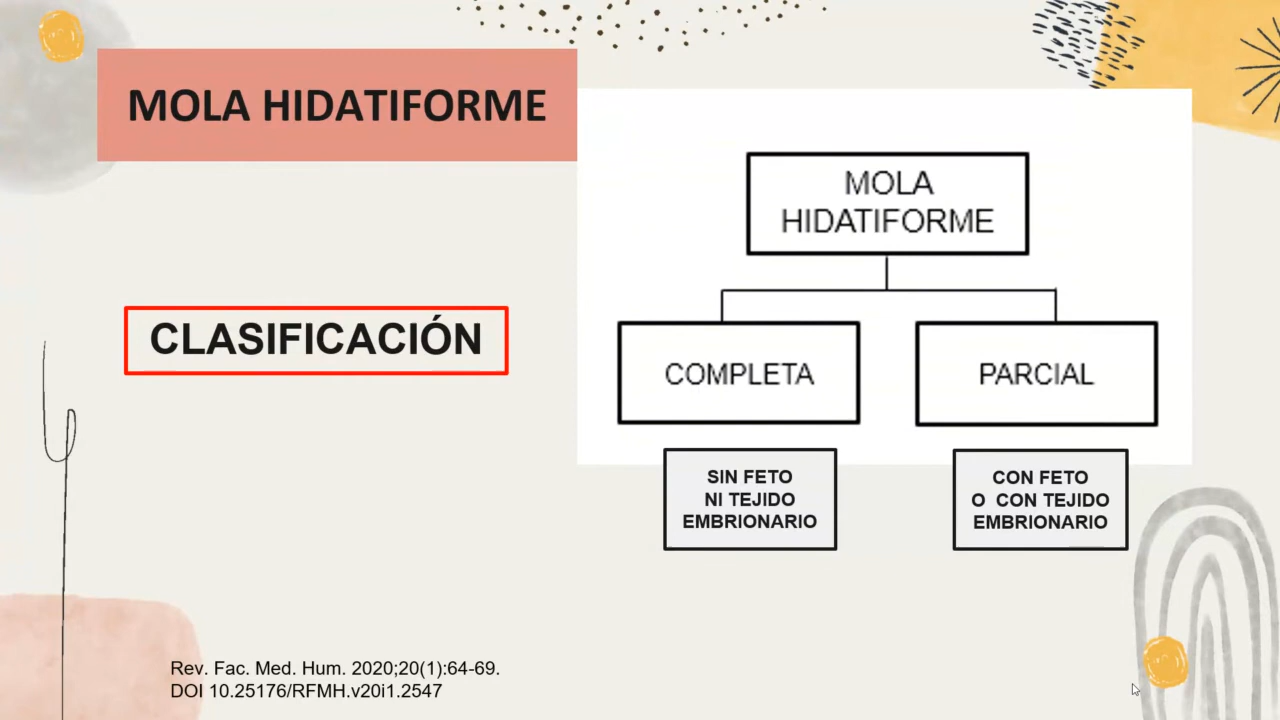 MOLA HIDATIFORME
MOLA
HIDATIFORME
CLASIFICACIÓN
COMPLETA
PARCIAL
SIN FETO
NI TEJIDO
EMBRIONARIO
CON FETO
O CON TEJIDO
EMBRIONARIO
Rev. Fac. Med. Hum. 2020;20(1):64-69.
DOI 10.25176/RFMH.v20i1.2547